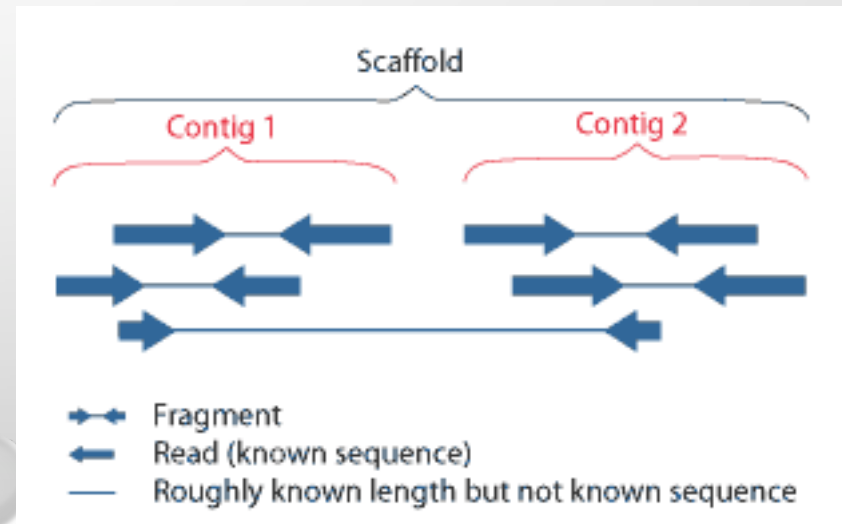 Scaffold
Contig 1
Contig 2
Fragment
Read (known sequence)
Roughly known length but not known sequence